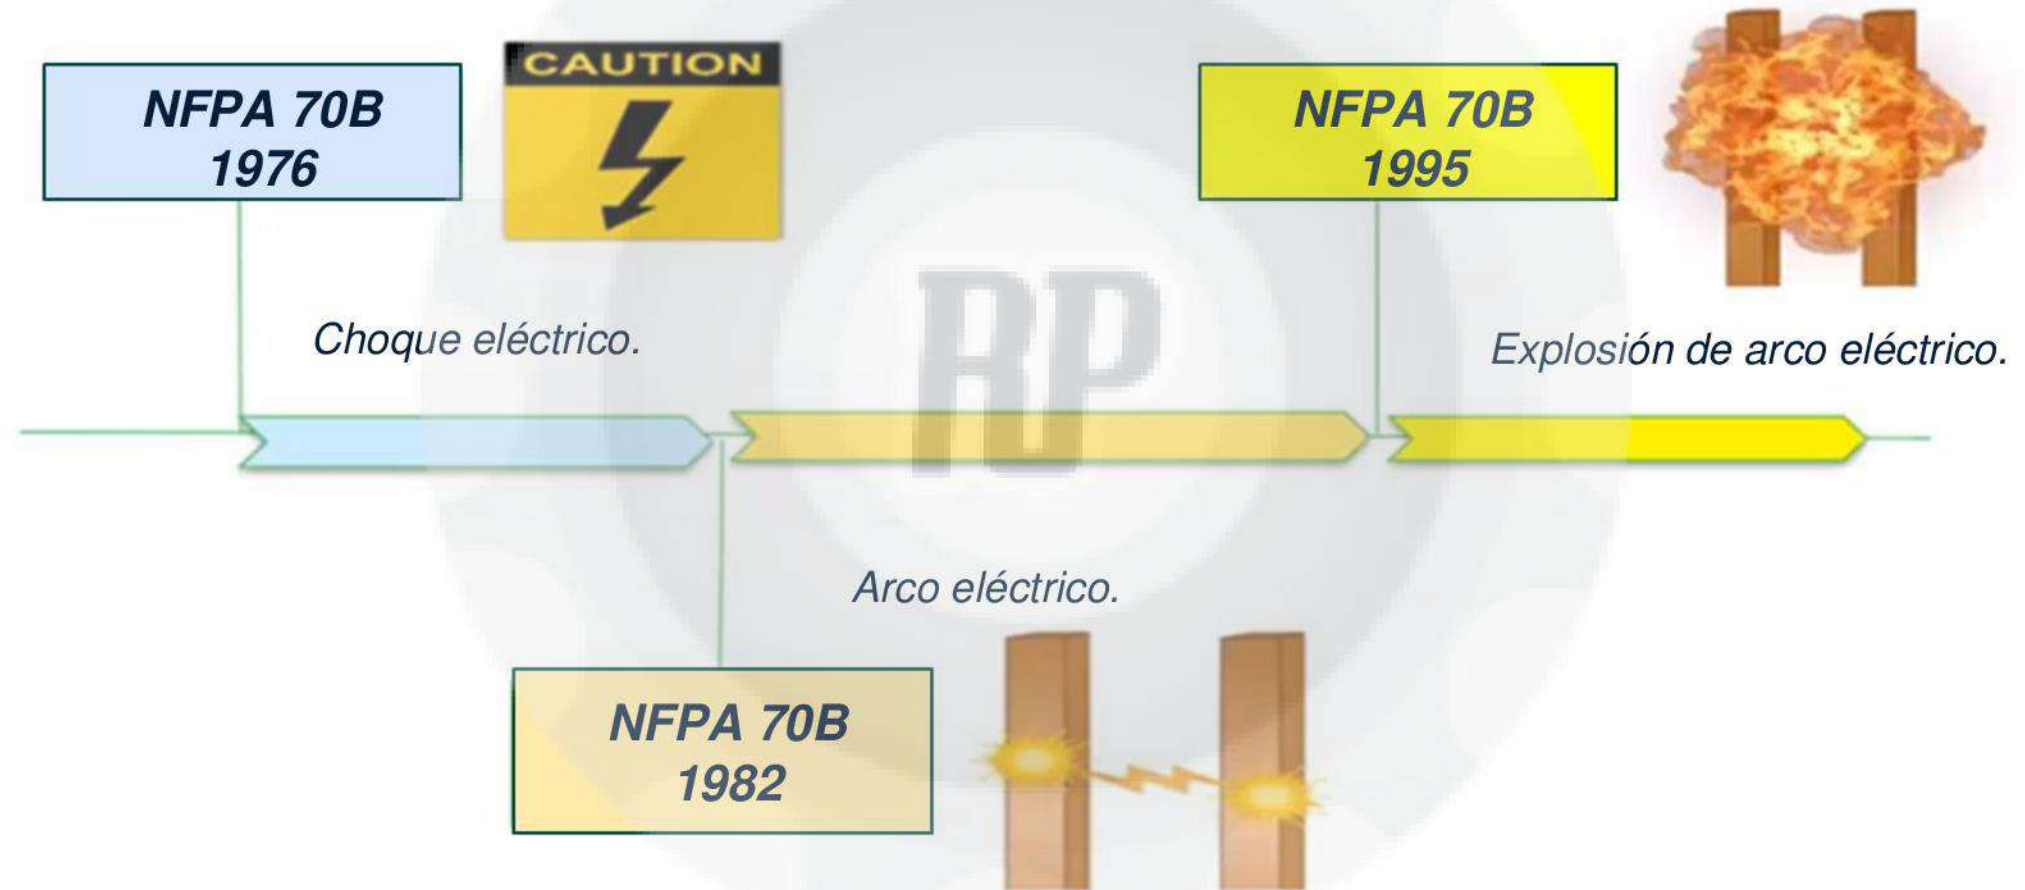 CAUTION
NFPA 70B
1976
NFPA 70B
1995
RP
Choque eléctrico.
Explosión de arco eléctrico.
Arco eléctrico.
NFPA 70B
1982